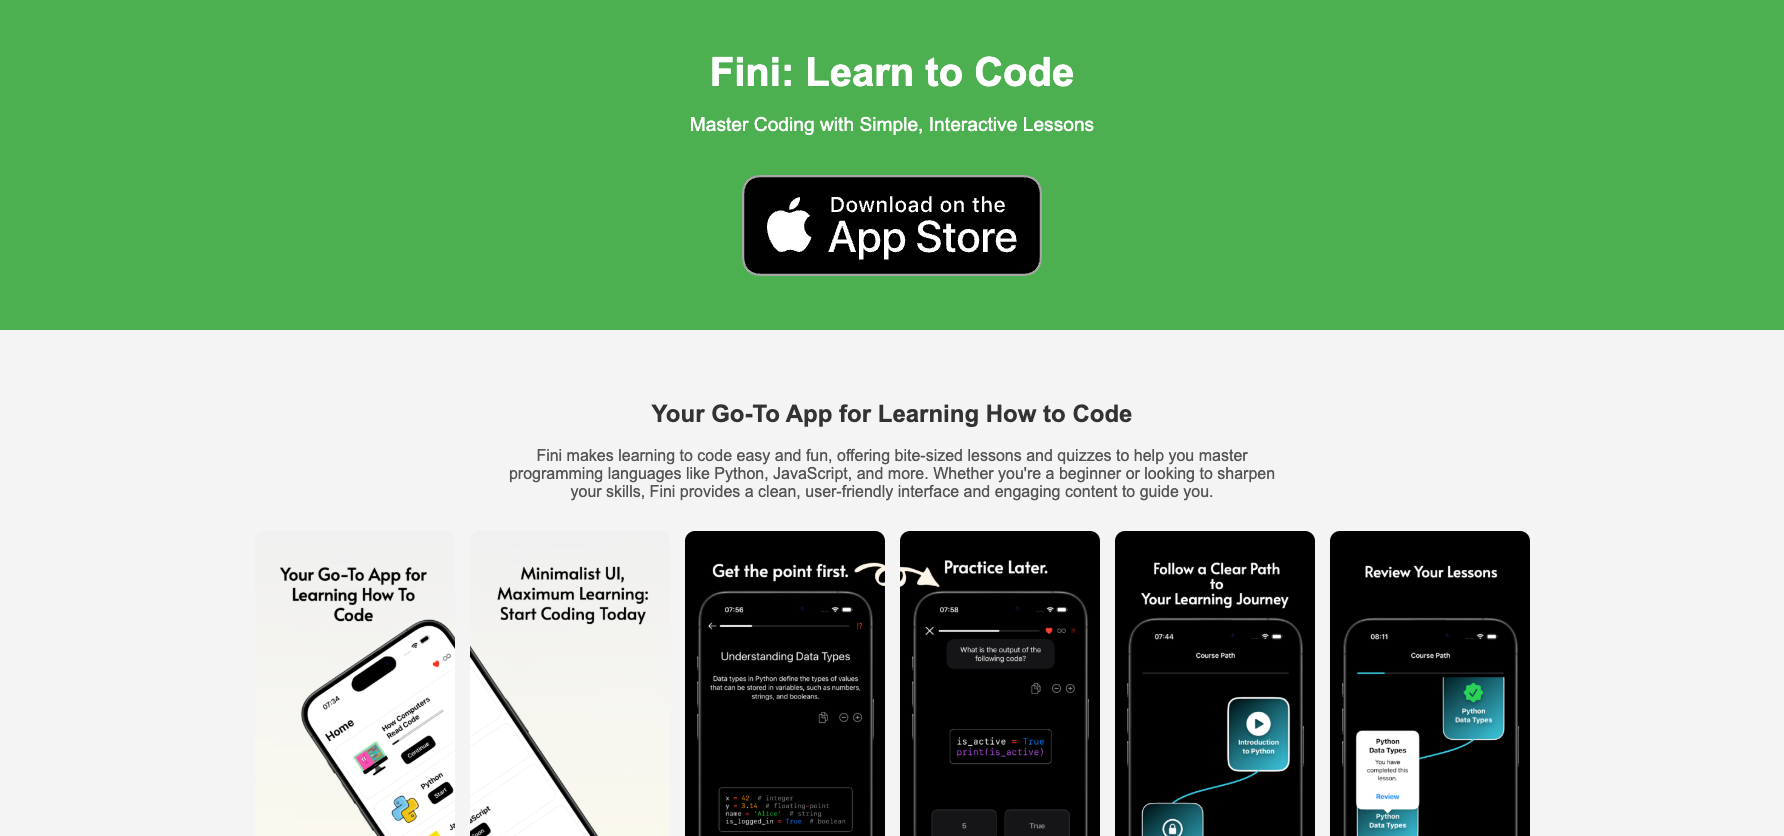 Fini: Learn to Code
Master Coding with Simple, Interactive Lessons
Download on the
App Store
Your Go-To App for Learning How to Code
Fini makes learning to code easy and fun, offering bite-sized lessons and quizzes to help you master
programming languages like Python, JavaScript, and more. Whether you're a beginner or looking to sharpen
your skills, Fini provides a clean, user-friendly interface and engaging content to guide you.
Your Go-To App for
Learning How To
Code
07:34
Home
How Computers
Read Code
Continue
Python
Start
Minimalist UI,
Maximum Learning:
Start Coding Today
Get the point first.
07:56
!?
Understanding Data Types
Data types in Python define the types of values
that can be stored in variables, such as numbers,
strings, and booleans.
x = 42 # integer
y = 3.14 # floating-point
name = 'Alice' # string
is_logged_in = True # boolean
Practice Later.
07:58
What is the output of the
following code?
is_active = True
print(is_active)
5
True
Follow a Clear Path
to
Your Learning Journey
07:44
Course Path
Introduction
to Python
Review Your Lessons
08:11
Course Path
Python
Data Types
Python
Data Types
You have
completed this
lesson.
Review
Python
Data Types